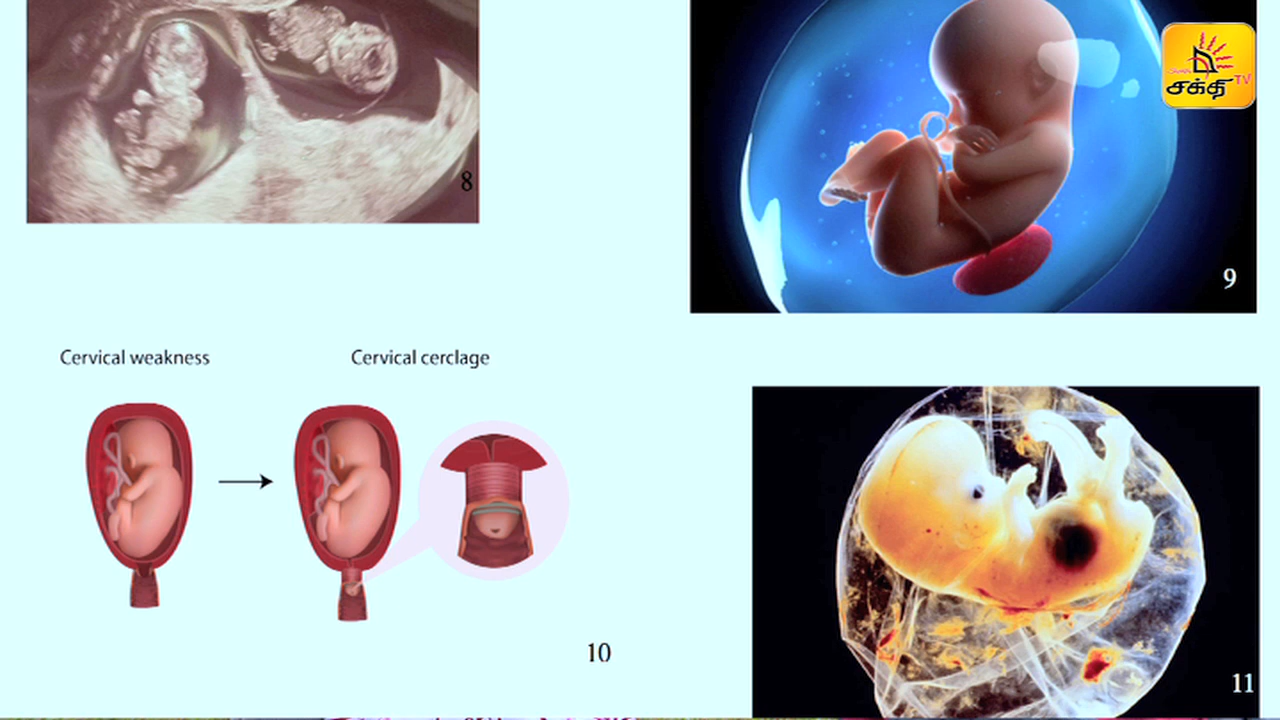 8
சக்தி TV
9
Cervical weakness
Cervical cerclage
10
11